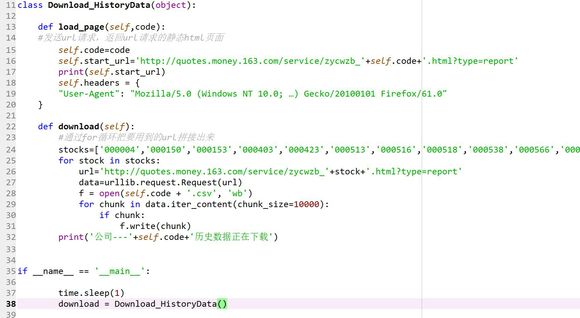 11 class Download_HistoryData(object):
12
13     def load_page(self,code):
14     #发送url请求，返回url请求的静态html页面
15         self.code=code
16         self.start_url='http://quotes.money.163.com/service/zycwzb_'+self.code+'.html?type=report'
17         print(self.start_url)
18         self.headers = {
19         "User-Agent": "Mozilla/5.0 (Windows NT 10.0; …) Gecko/20100101 Firefox/61.0"
20     }
21
22     def download(self):
23         #通过for循环把要用到的url拼接出来
24         stocks=['000004','000150','000153','000403','000423','000513','000516','000518','000538','000566','000
25         for stock in stocks:
26             url='http://quotes.money.163.com/service/zycwzb_'+stock+'.html?type=report'
27             data=urllib.request.Request(url)
28             f = open(self.code + '.csv', 'wb')
29             for chunk in data.iter_content(chunk_size=10000):
30                 if chunk:
31                     f.write(chunk)
32         print('公司---'+self.code+'历史数据正在下载')
33
34
35 if __name__ == '__main__':
36
37         time.sleep(1)
38         download = Download_HistoryData()
39